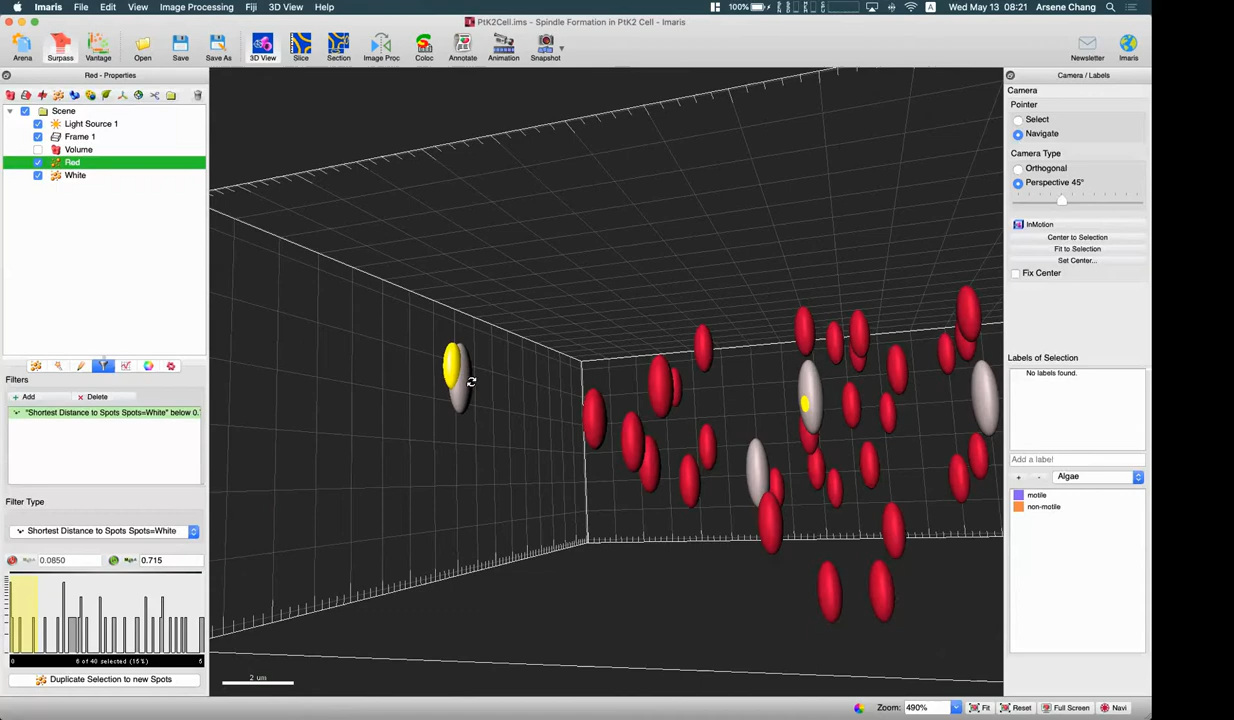 Imaris File Edit View Image Processing Fiji 3D View Help 100% A Wed May 13 08:21 Arsene Chang
PtK2Cell.ims - Spindle Formation in PtK2 Cell - Imaris
Arena Surpass Vantage Open Save Save As 3D View Slice Section Image Proc Coloc Annotate Animation Snapshot Newsletter Imaris
Red - Properties
Scene
Light Source 1
Frame 1
Volume
Red
White
Filters
Add Delete
"Shortest Distance to Spots Spots=White" below 0.
Filter Type
Shortest Distance to Spots Spots=White
0.0850 0.715
0 6 of 40 selected (15%) 5
Duplicate Selection to new Spots
2 um
Camera / Labels
Camera
Pointer
Select
Navigate
Camera Type
Orthogonal
Perspective 45°
InMotion
Center to Selection
Fit to Selection
Set Center...
Fix Center
Labels of Selection
No labels found.
Add a label
+ - Algae
motile
non-motile
Zoom: 490% Fit Reset Full Screen Navi